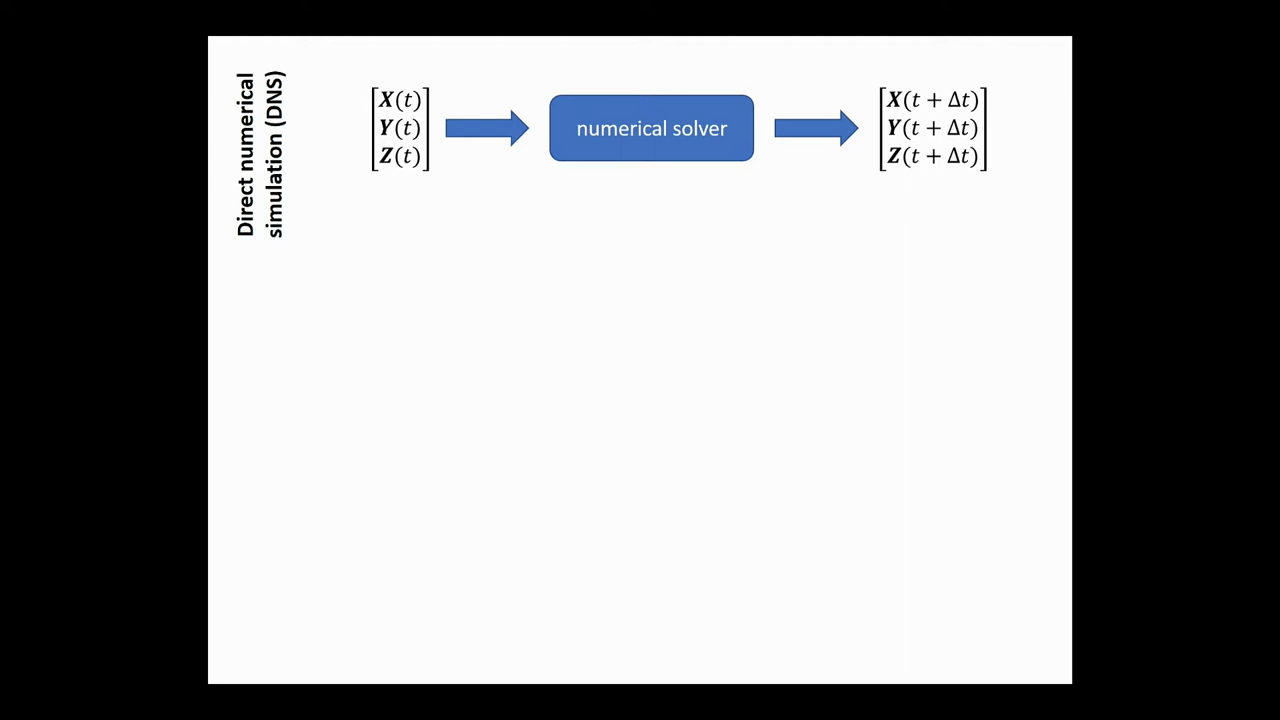 Direct numerical
simulation (DNS)
X(t)
Y(t)
Z(t)
numerical solver
X(t + Δt)
Y(t + Δt)
Z(t + Δt)